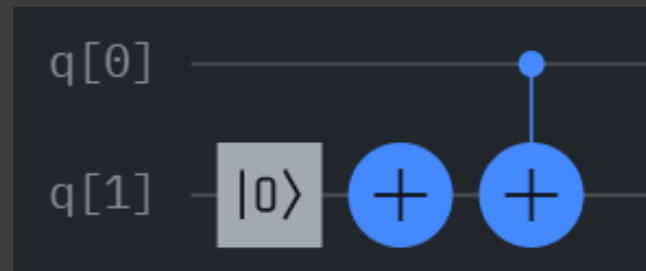 q[0]
q[1] |0⟩ + +